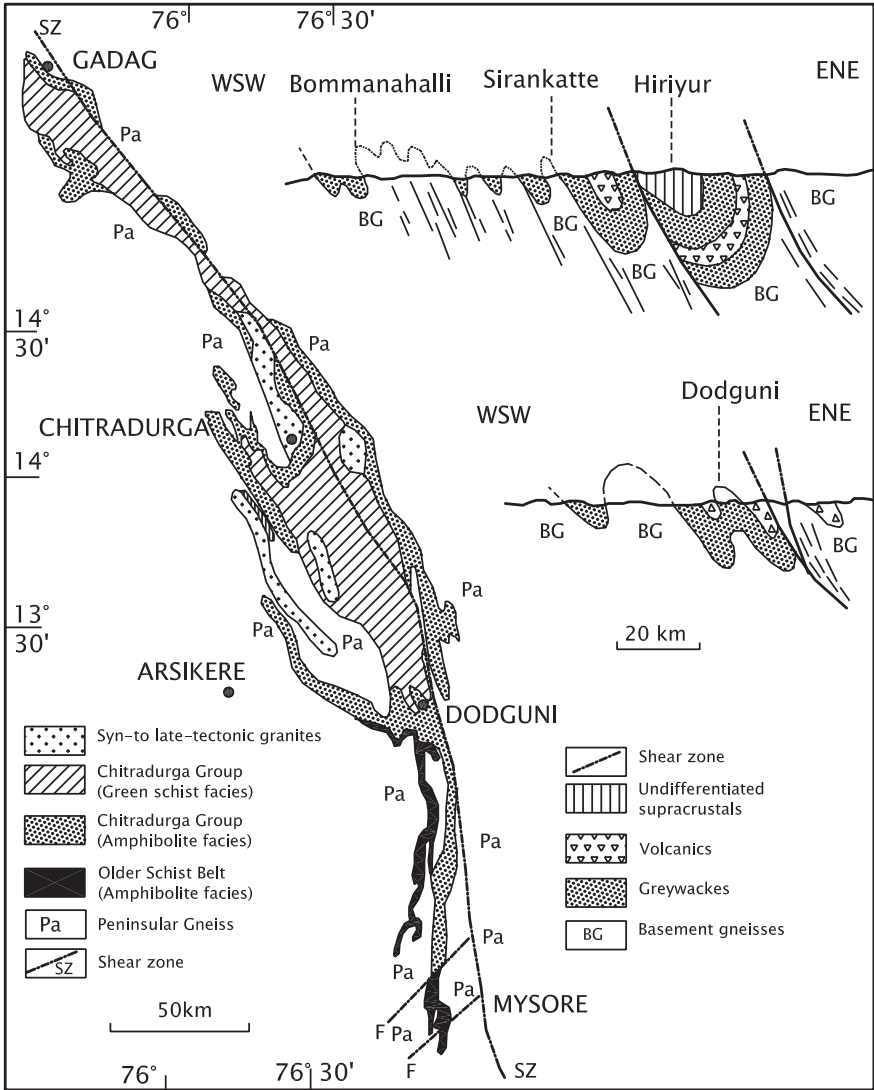 76° 76°30'
SZ
Pa
GADAG
WSW Bommanahalli Sirankatte Hiriyur ENE
Pa
BG BG BG BG BG BG
Pa
14°
30'
Pa
Pa
Dodguni
WSW ENE
CHITRADURGA
14°
BG BG BG
Pa
13°
30'
Pa
Pa
20 km
ARSIKERE
DODGUNI
Syn-to late-tectonic granites
Chitradurga Group
(Green schist facies)
Chitradurga Group
(Amphibolite facies)
Older Schist Belt
(Amphibolite facies)
Pa Peninsular Gneiss
SZ Shear zone
50km
Pa
Pa
Pa
Pa
Pa
Pa
F
F
MYSORE
SZ
76° 76°30'
Shear zone
Undifferentiated
supracrustals
Volcanics
Greywackes
BG Basement gneisses